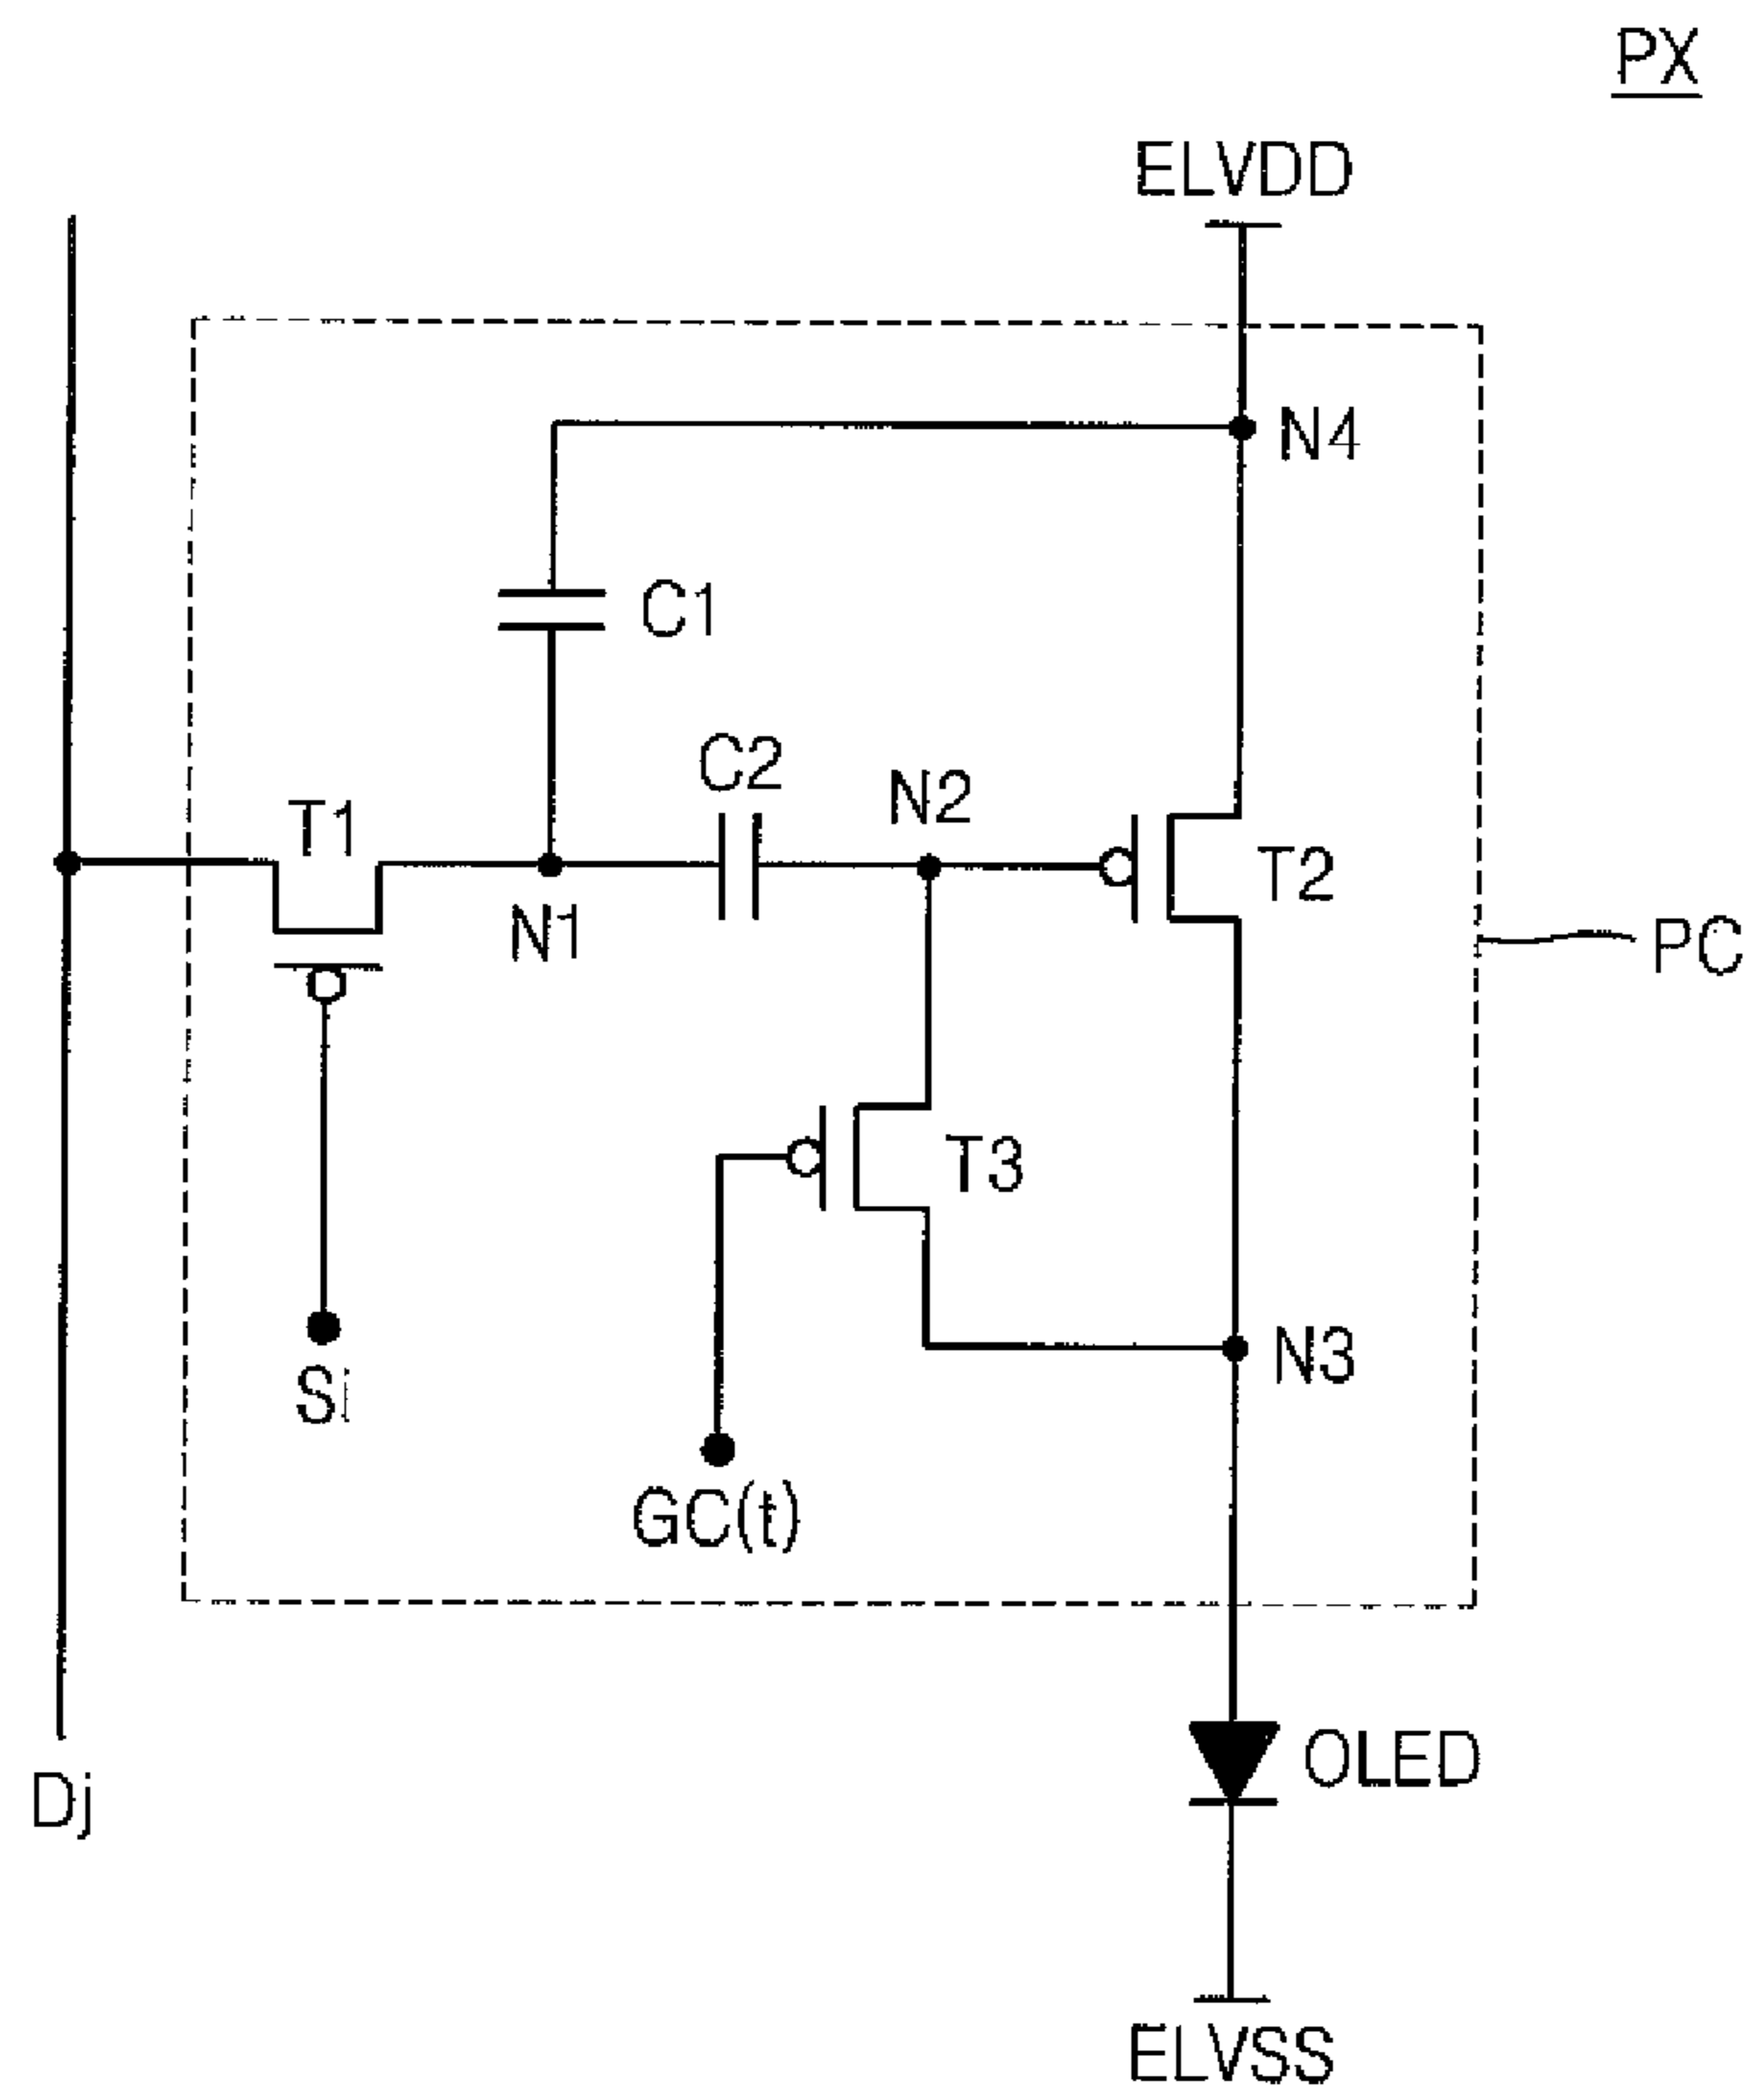 PX
ELVDD
N4
C1
C2
N2
T1
T2
N1
PC
T3
N3
Si
GC(t)
OLED
Dj
ELVSS